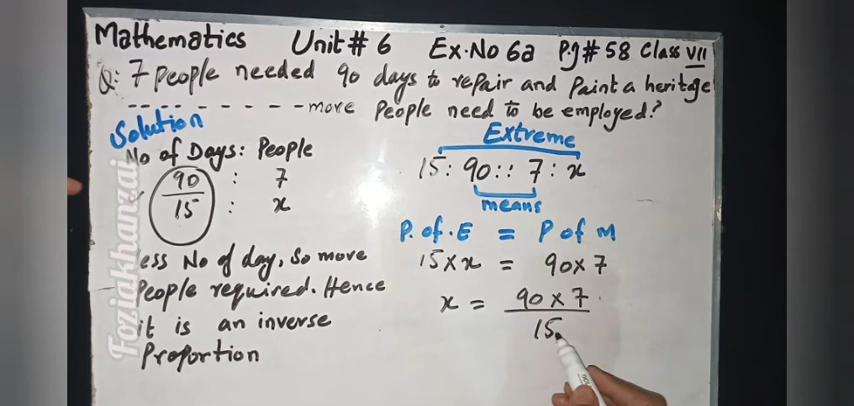 Mathematics Unit # 6 Ex.No 6a Pg# 58 Class VII
Q: 7 People needed 90 days to repair and Paint a heritage
- - - - - - - - - - more People need to be employed?
Solution
No of Days: People
90 : 7
15 : x
less No of day, So more
People required. Hence
it is an inverse
Proportion
Extreme
15 : 90 :: 7 : x
means
P. of. E = P of M
15 x x = 90 x 7
x = 90 x 7
15
Foziakhanzai